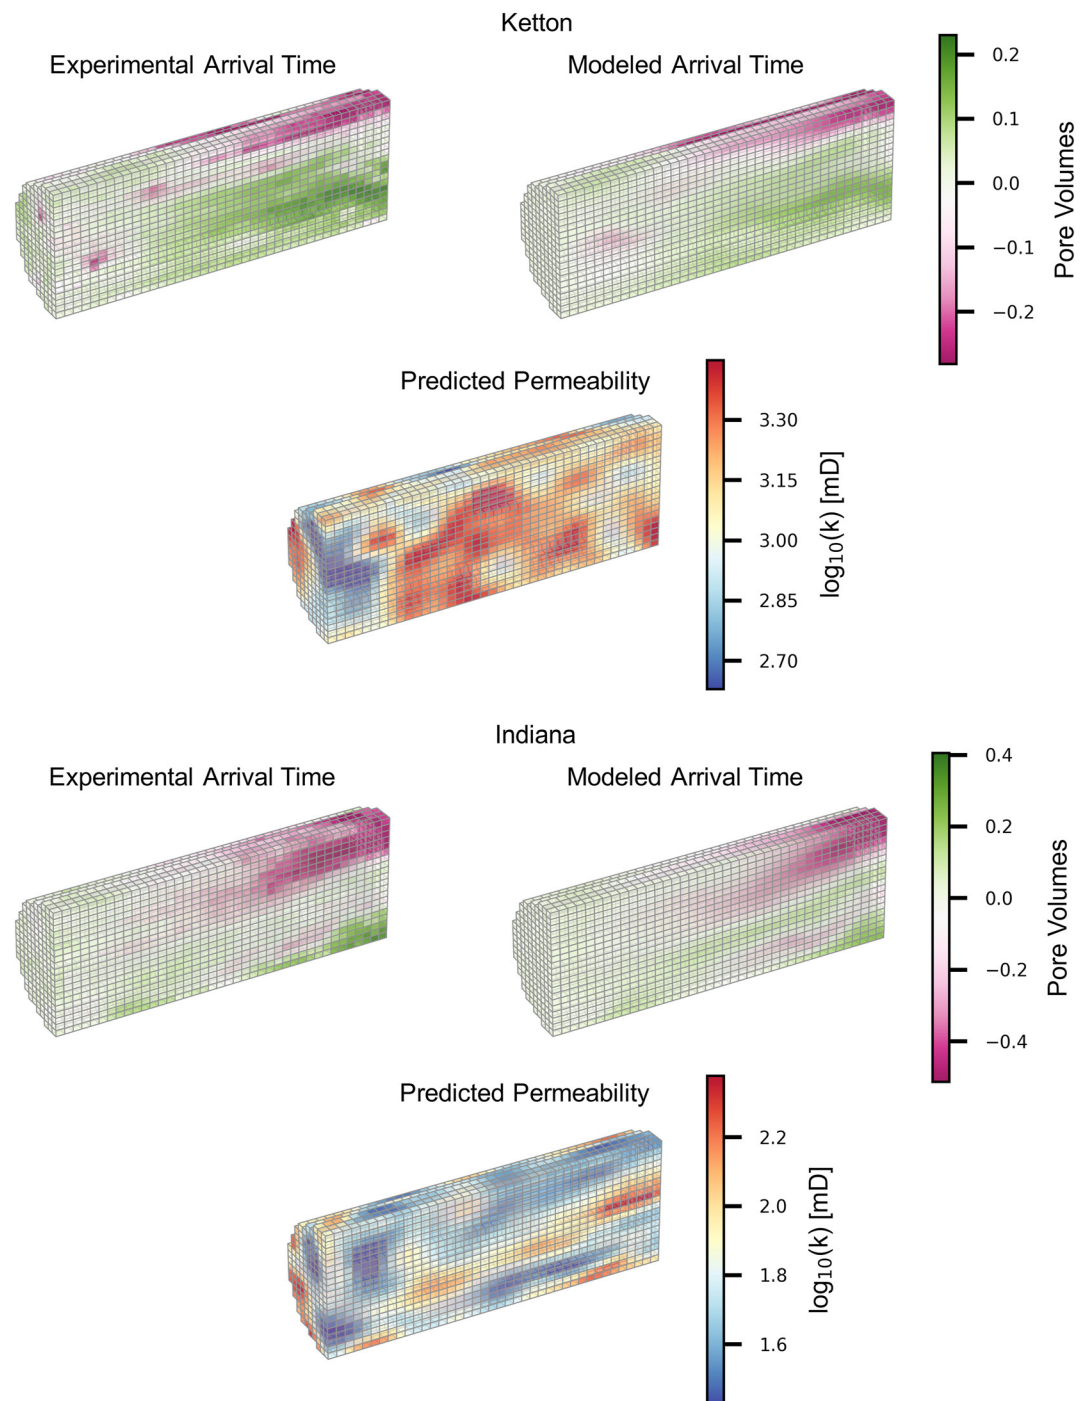 Ketton
Experimental Arrival Time
Modeled Arrival Time
0.2
0.1
0.0
−0.1
−0.2
Pore Volumes
Predicted Permeability
3.30
3.15
3.00
2.85
2.70
log₁₀(k) [mD]
Indiana
Experimental Arrival Time
Modeled Arrival Time
0.4
0.2
0.0
−0.2
−0.4
Pore Volumes
Predicted Permeability
2.2
2.0
1.8
1.6
log₁₀(k) [mD]